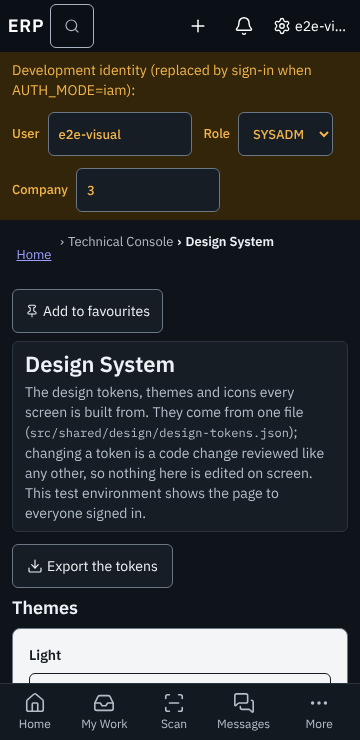 ERP
e2e-vi...
Development identity (replaced by sign-in when
AUTH_MODE=iam):
User e2e-visual Role SYSADM
Company 3
Home › Technical Console › Design System
Add to favourites
Design System
The design tokens, themes and icons every
screen is built from. They come from one file
(src/shared/design/design-tokens.json);
changing a token is a code change reviewed like
any other, so nothing here is edited on screen.
This test environment shows the page to
everyone signed in.
Export the tokens
Themes
Light
Home My Work Scan Messages More